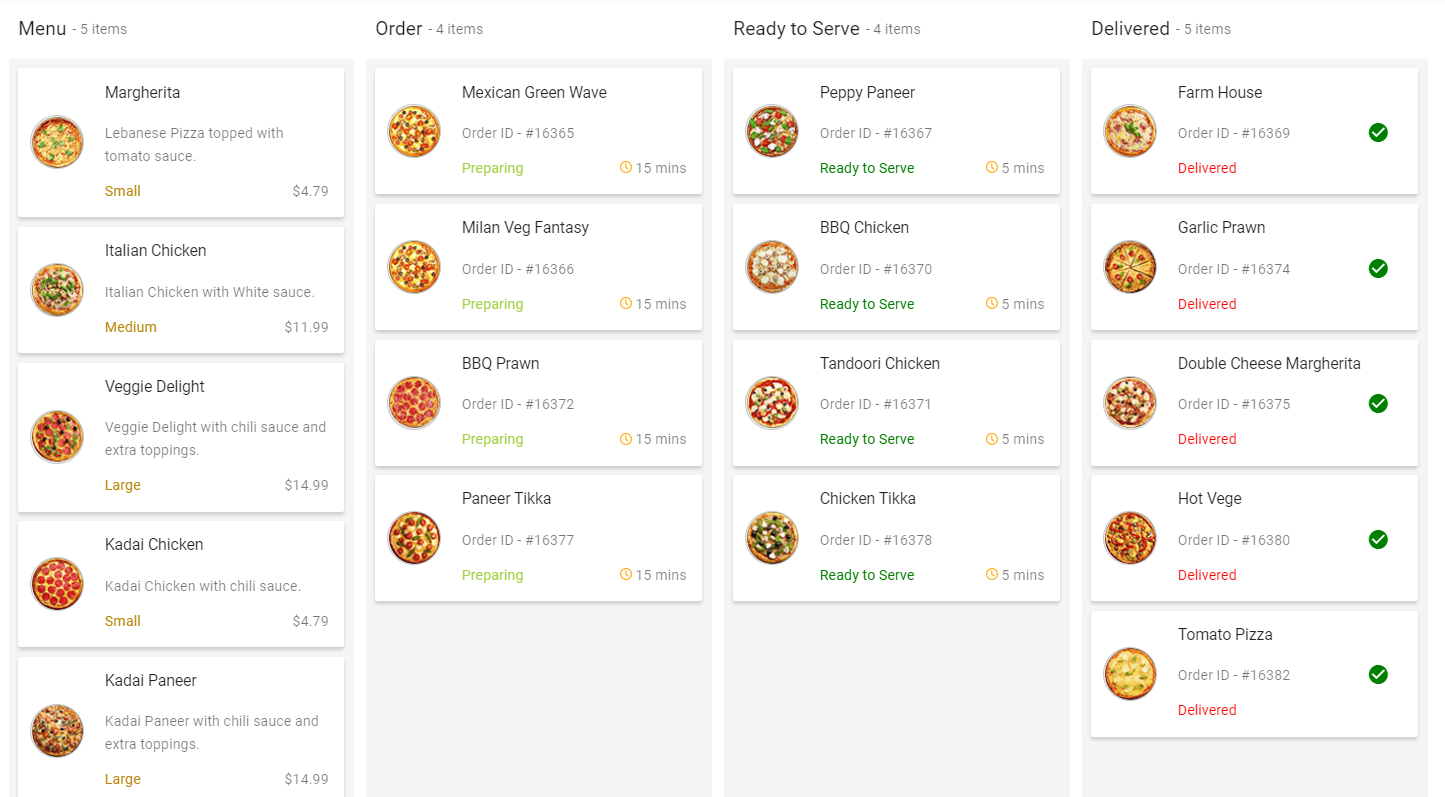 Menu - 5 items
Margherita
Lebanese Pizza topped with
tomato sauce.
Small $4.79
Italian Chicken
Italian Chicken with White sauce.
Medium $11.99
Veggie Delight
Veggie Delight with chili sauce and
extra toppings.
Large $14.99
Kadai Chicken
Kadai Chicken with chili sauce.
Small $4.79
Kadai Paneer
Kadai Paneer with chili sauce and
extra toppings.
Large $14.99
Order - 4 items
Mexican Green Wave
Order ID - #16365
Preparing 15 mins
Milan Veg Fantasy
Order ID - #16366
Preparing 15 mins
BBQ Prawn
Order ID - #16372
Preparing 15 mins
Paneer Tikka
Order ID - #16377
Preparing 15 mins
Ready to Serve - 4 items
Peppy Paneer
Order ID - #16367
Ready to Serve 5 mins
BBQ Chicken
Order ID - #16370
Ready to Serve 5 mins
Tandoori Chicken
Order ID - #16371
Ready to Serve 5 mins
Chicken Tikka
Order ID - #16378
Ready to Serve 5 mins
Delivered - 5 items
Farm House
Order ID - #16369
Delivered
Garlic Prawn
Order ID - #16374
Delivered
Double Cheese Margherita
Order ID - #16375
Delivered
Hot Vege
Order ID - #16380
Delivered
Tomato Pizza
Order ID - #16382
Delivered